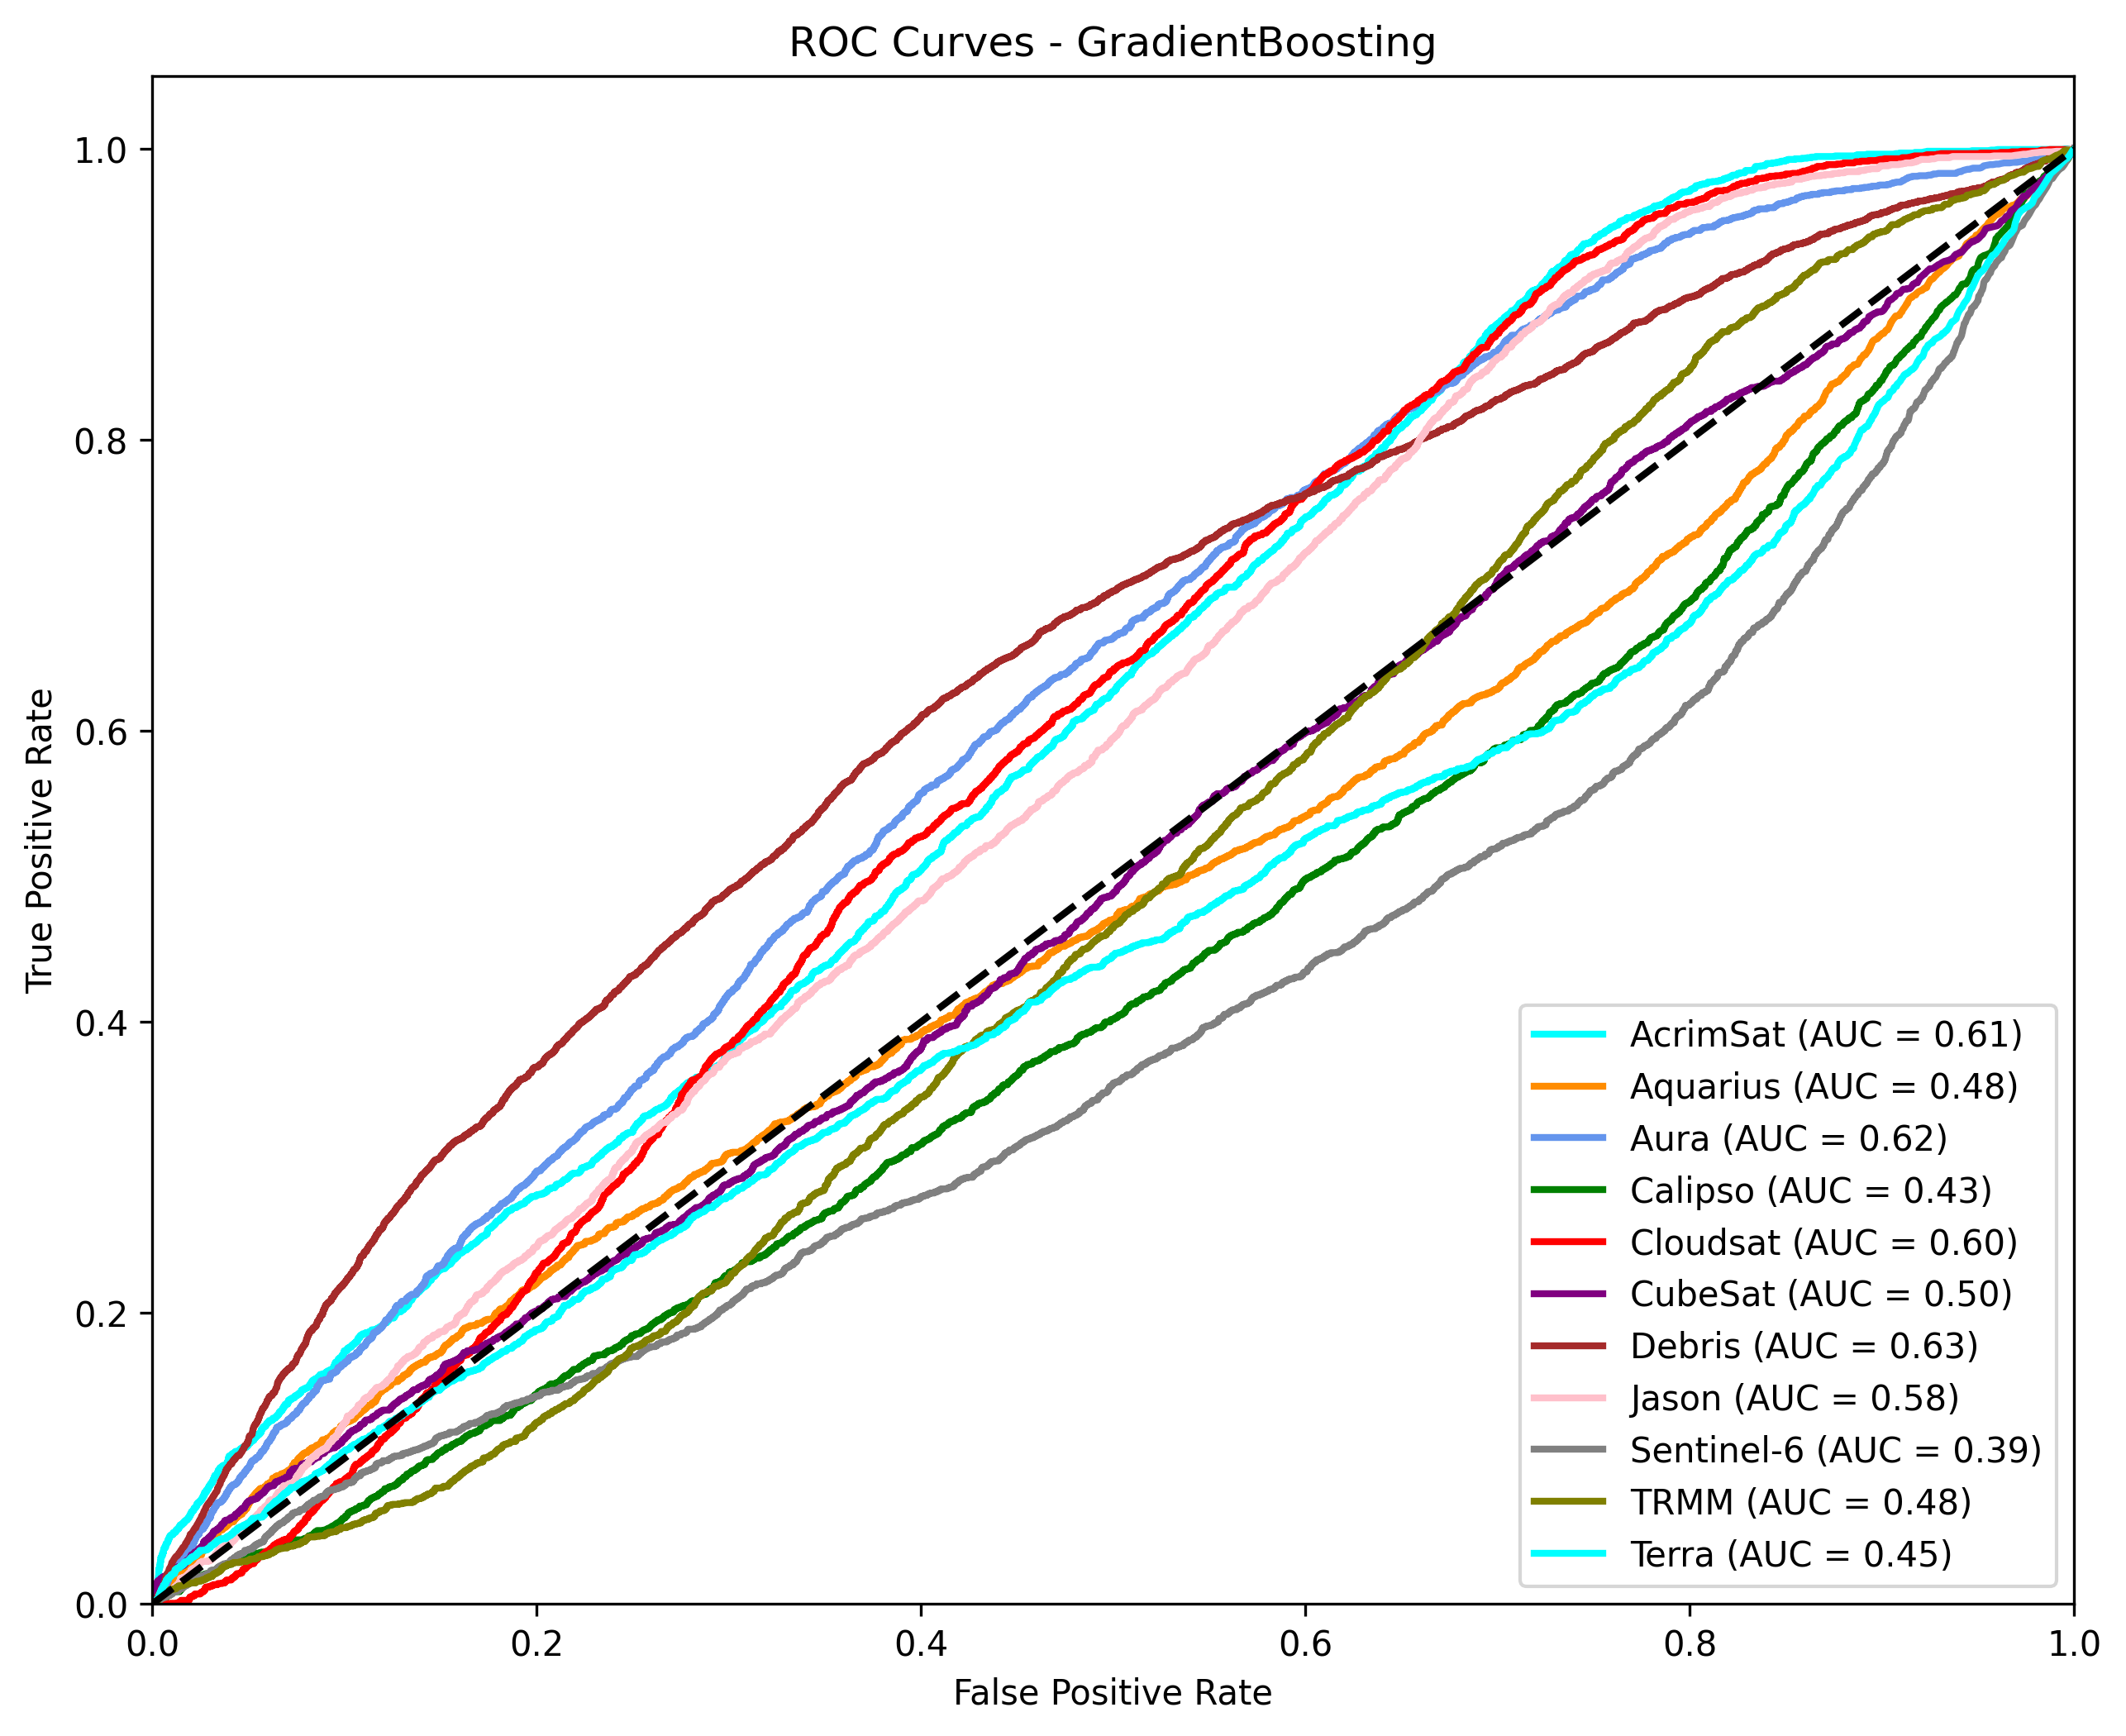 ROC Curves - GradientBoosting
True Positive Rate
1.0
0.8
0.6
0.4
0.2
0.0
0.0 0.2 0.4 0.6 0.8 1.0
False Positive Rate
AcrimSat (AUC = 0.61)
Aquarius (AUC = 0.48)
Aura (AUC = 0.62)
Calipso (AUC = 0.43)
Cloudsat (AUC = 0.60)
CubeSat (AUC = 0.50)
Debris (AUC = 0.63)
Jason (AUC = 0.58)
Sentinel-6 (AUC = 0.39)
TRMM (AUC = 0.48)
Terra (AUC = 0.45)